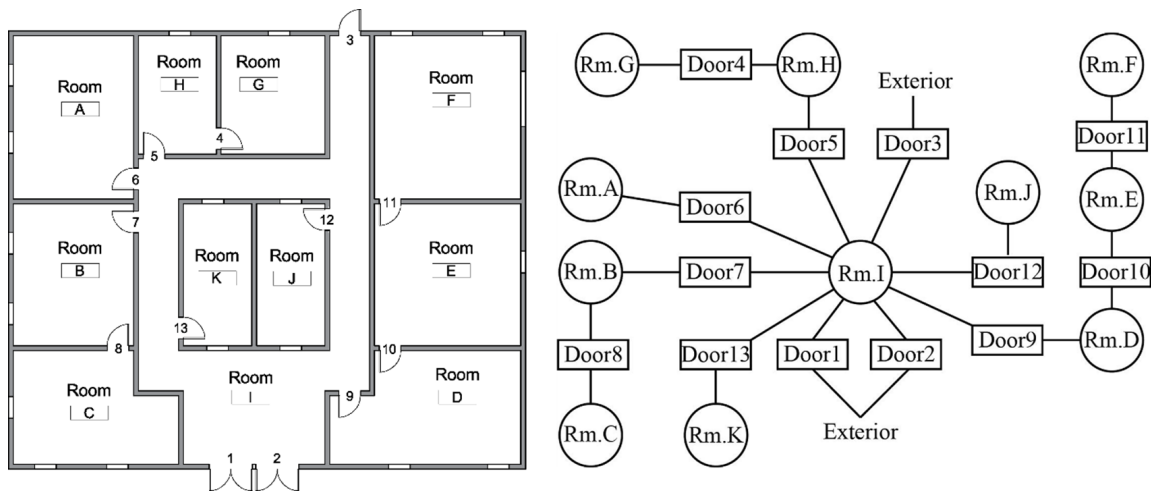 3
Room
A
Room
H
Room
G
Room
F
4
5
6
7
11
12
Room
B
Room
K
Room
J
Room
E
13
8
10
Room
C
Room
I
Room
D
9
1
2
Rm.G
Door4
Rm.H
Exterior
Rm.F
Door5
Door3
Door11
Rm.A
Door6
Rm.J
Rm.E
Rm.B
Door7
Rm.I
Door12
Door10
Door8
Door13
Door1
Door2
Door9
Rm.D
Rm.C
Rm.K
Exterior